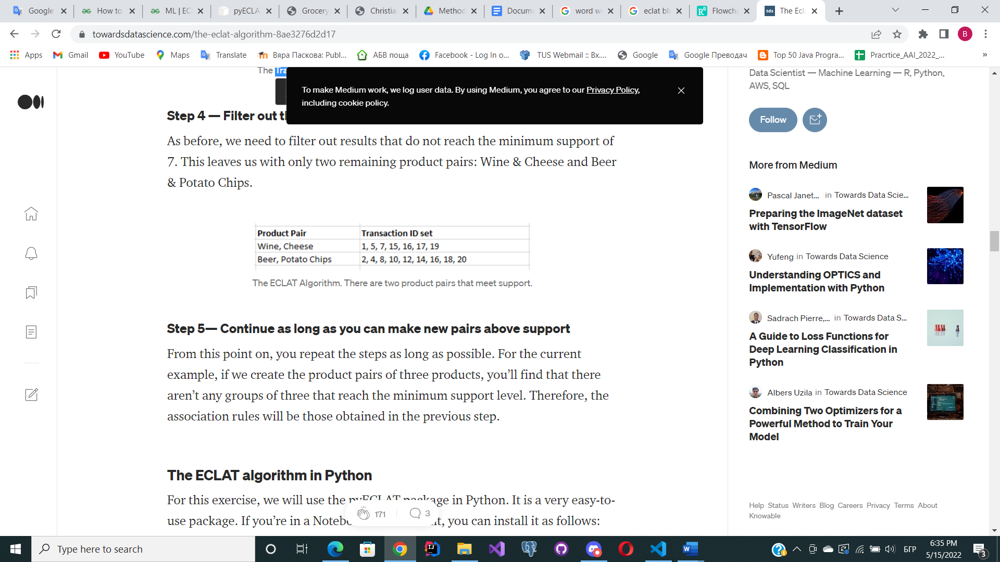 Google
How to
ML | ECL
pyECLA
Grocery
Christia
Method
Docume
word w
eclat bl
Flowcha
tds The Ecla
towardsdatascience.com/the-eclat-algorithm-8ae3276d2d17
B
Apps
Gmail
YouTube
Maps
Translate
Вяра Паскова: Publ...
АБВ поща
Facebook - Log In o...
TUS Webmail :: Вх....
Google
Google Преводач
Top 50 Java Progra...
Pracrtice_AAI_2022_...
»
The Tra
To make Medium work, we log user data. By using Medium, you agree to our Privacy Policy,
including cookie policy.
Step 4 — Filter out t
As before, we need to filter out results that do not reach the minimum support of
7. This leaves us with only two remaining product pairs: Wine & Cheese and Beer
& Potato Chips.
Product Pair Transaction ID set
Wine, Cheese 1, 5, 7, 15, 16, 17, 19
Beer, Potato Chips 2, 4, 8, 10, 12, 14, 16, 18, 20
The ECLAT Algorithm. There are two product pairs that meet support.
Step 5— Continue as long as you can make new pairs above support
From this point on, you repeat the steps as long as possible. For the current
example, if we create the product pairs of three products, you’ll find that there
aren’t any groups of three that reach the minimum support level. Therefore, the
association rules will be those obtained in the previous step.
The ECLAT algorithm in Python
For this exercise, we will use the pyECLAT package in Python. It is a very easy-to-
use package. If you’re in a Notebo t, you can install it as follows:
171
3
Data Scientist — Machine Learning — R, Python,
AWS, SQL
Follow
More from Medium
Pascal Janet... in Towards Data Scie...
Preparing the ImageNet dataset
with TensorFlow
Yufeng in Towards Data Science
Understanding OPTICS and
Implementation with Python
Sadrach Pierre,... in Towards Data S...
A Guide to Loss Functions for
Deep Learning Classification in
Python
Albers Uzila in Towards Data Science
Combining Two Optimizers for a
Powerful Method to Train Your
Model
Help Status Writers Blog Careers Privacy Terms About
Knowable
Type here to search
БГР
6:35 PM
5/15/2022
3